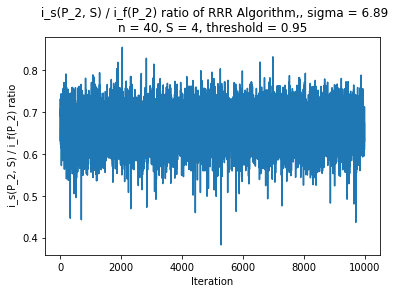 i_s(P_2, S) / i_f(P_2) ratio of RRR Algorithm,, sigma = 6.89
n = 40, S = 4, threshold = 0.95
i_s(P_2, S) / i_f(P_2) ratio
0.8
0.7
0.6
0.5
0.4
0
2000
4000
6000
8000
10000
Iteration